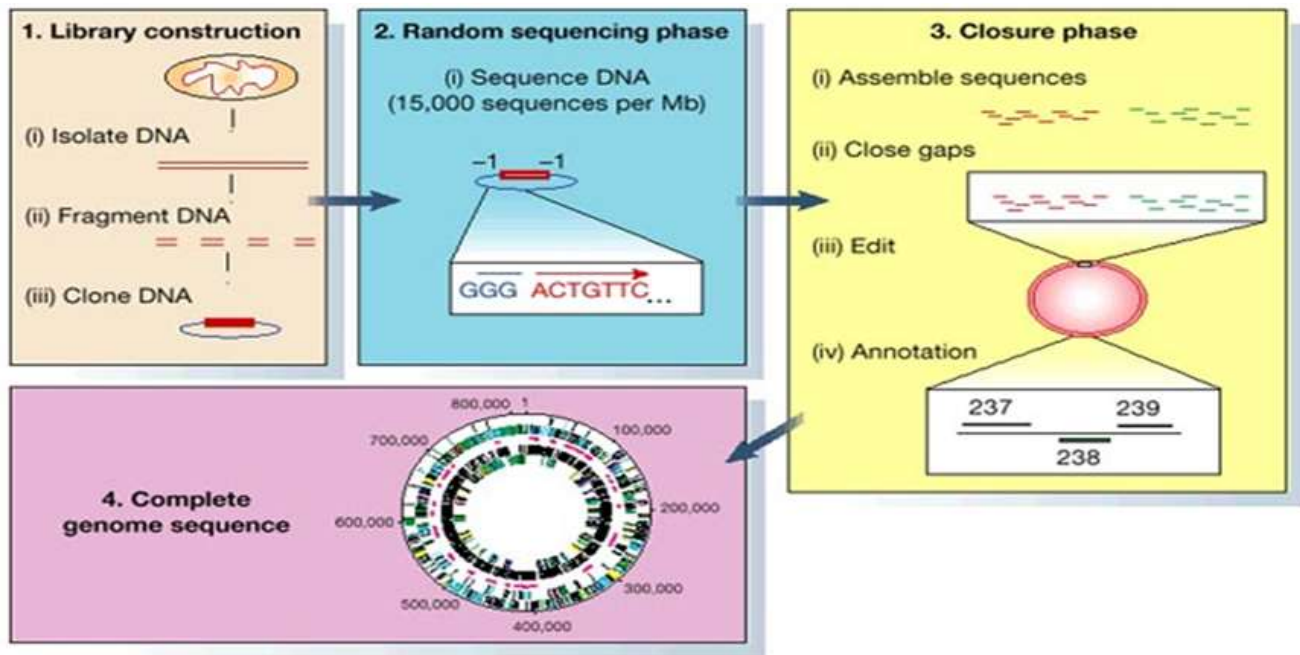 1. Library construction
(i) Isolate DNA
(ii) Fragment DNA
(iii) Clone DNA
2. Random sequencing phase
(i) Sequence DNA
(15,000 sequences per Mb)
–1 –1
GGG ACTGTTC...
3. Closure phase
(i) Assemble sequences
(ii) Close gaps
(iii) Edit
(iv) Annotation
237 239
238
4. Complete
genome sequence
800,000 1
700,000 100,000
600,000 200,000
500,000 300,000
400,000